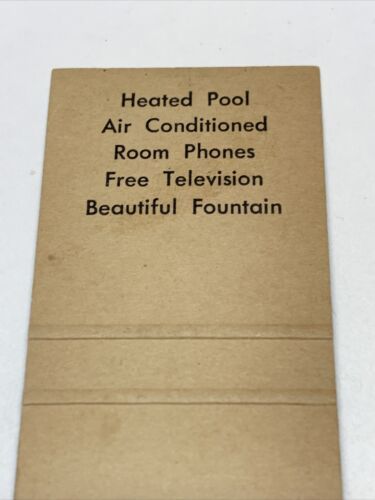 Heated Pool
Air Conditioned
Room Phones
Free Television
Beautiful Fountain